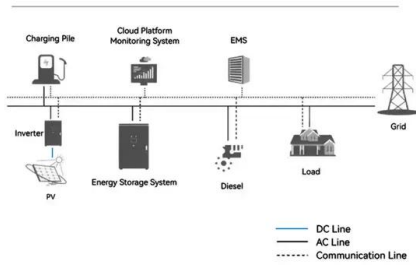 Charging Pile
Cloud Platform
Monitoring System
EMS
Grid
Inverter
PV
Energy Storage System
Diesel
Load
DC Line
AC Line
Communication Line